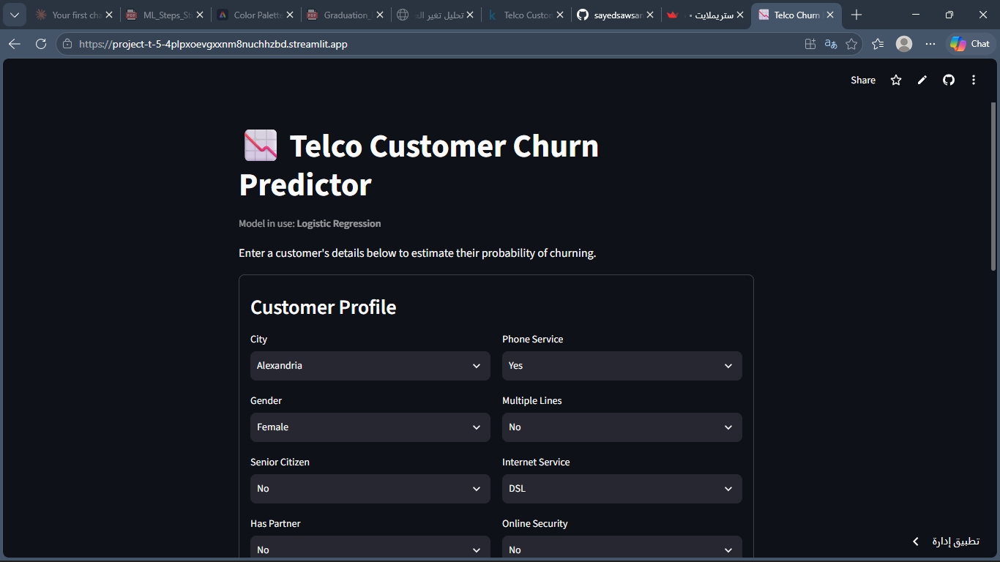 Your first cha
ML_Steps_St
Color Palette
Graduation_
تحليل تغير الع
Telco Custon
sayedsawsan
ستريملايت
Telco Churn
https://project-t-5-4plpxoevgxxnm8nuchhzbd.streamlit.app
Chat
Share
Telco Customer Churn
Predictor
Model in use: Logistic Regression
Enter a customer's details below to estimate their probability of churning.
Customer Profile
City
Phone Service
Alexandria
Yes
Gender
Multiple Lines
Female
No
Senior Citizen
Internet Service
No
DSL
Has Partner
Online Security
No
No
تطبيق إدارة